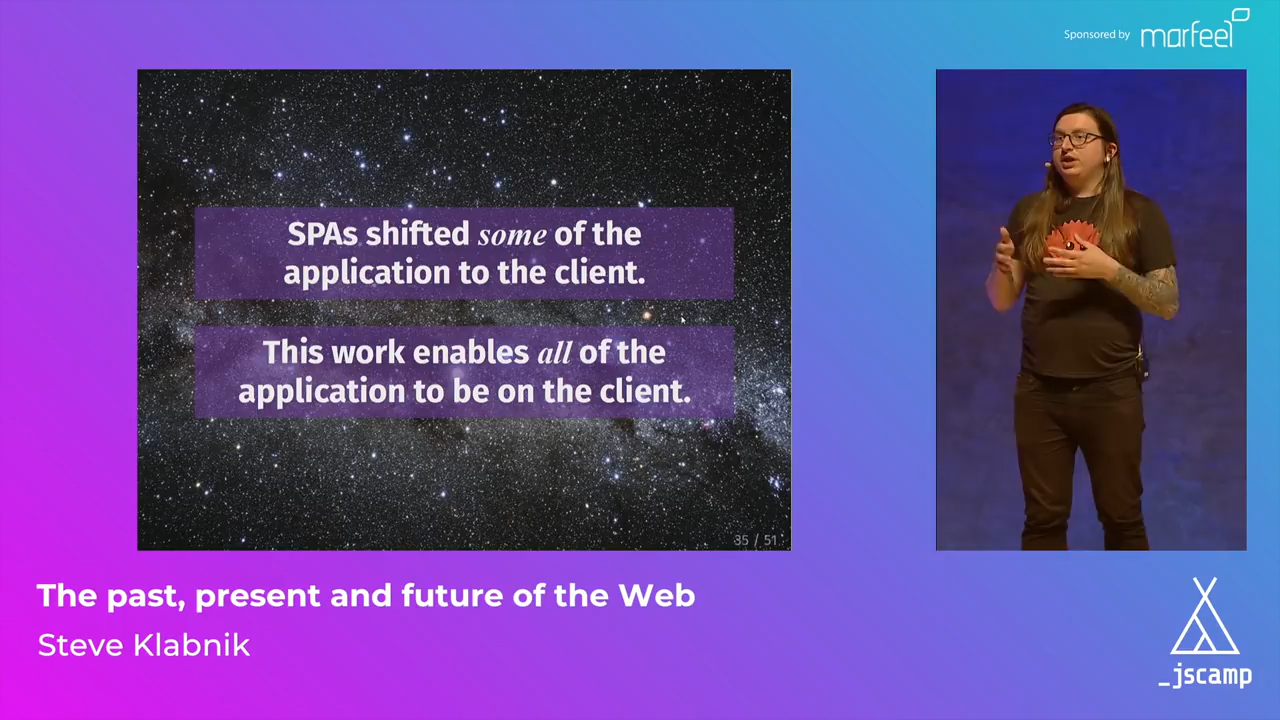 Sponsored by marfeel
SPAs shifted some of the
application to the client.
This work enables all of the
application to be on the client.
35 / 51
The past, present and future of the Web
Steve Klabnik
_jscamp